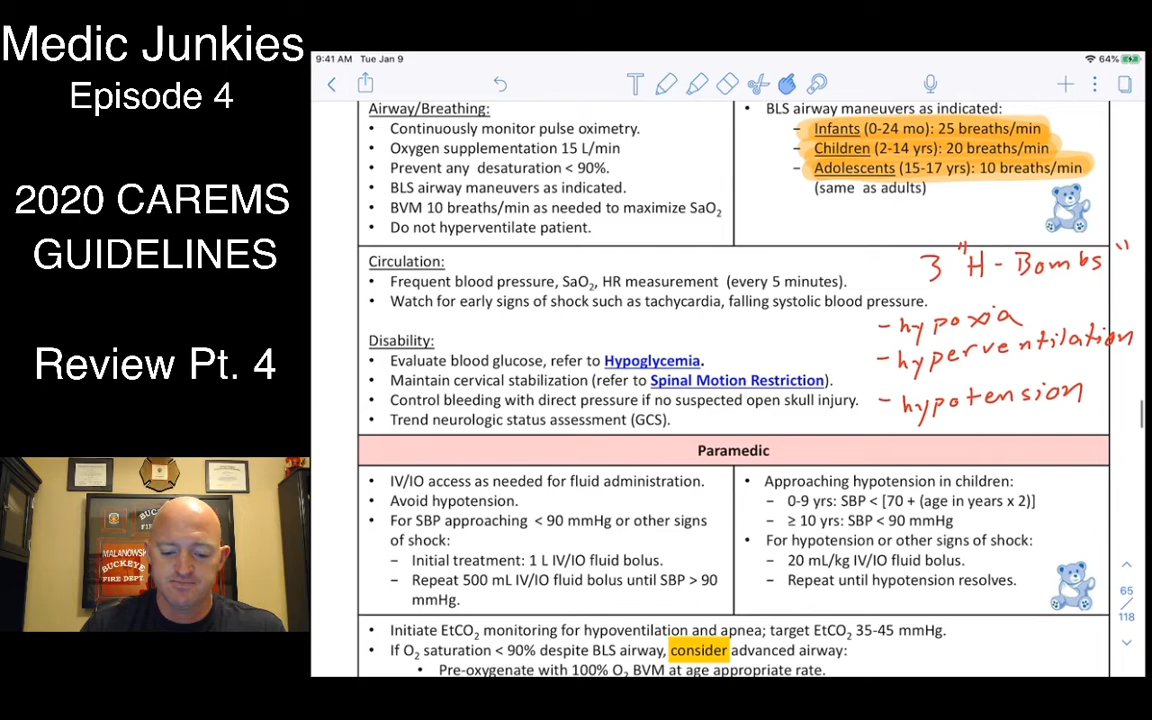 Medic Junkies
Episode 4
2020 CAREMS
GUIDELINES
Review Pt. 4
9:41 AM Tue Jan 9
64%
Airway/Breathing:
• Continuously monitor pulse oximetry.
• Oxygen supplementation 15 L/min
• Prevent any desaturation < 90%.
• BLS airway maneuvers as indicated.
• BVM 10 breaths/min as needed to maximize SaO₂
• Do not hyperventilate patient.
• BLS airway maneuvers as indicated:
– Infants (0-24 mo): 25 breaths/min
– Children (2-14 yrs): 20 breaths/min
– Adolescents (15-17 yrs): 10 breaths/min
(same as adults)
Circulation:
• Frequent blood pressure, SaO₂, HR measurement (every 5 minutes).
• Watch for early signs of shock such as tachycardia, falling systolic blood pressure.
3 "H-Bombs"
- hypoxia
- hyperventilation
- hypotension
Disability:
• Evaluate blood glucose, refer to Hypoglycemia.
• Maintain cervical stabilization (refer to Spinal Motion Restriction).
• Control bleeding with direct pressure if no suspected open skull injury.
• Trend neurologic status assessment (GCS).
Paramedic
• IV/IO access as needed for fluid administration.
• Avoid hypotension.
• For SBP approaching < 90 mmHg or other signs
of shock:
– Initial treatment: 1 L IV/IO fluid bolus.
– Repeat 500 mL IV/IO fluid bolus until SBP > 90
mmHg.
• Approaching hypotension in children:
– 0-9 yrs: SBP < [70 + (age in years x 2)]
– ≥ 10 yrs: SBP < 90 mmHg
• For hypotension or other signs of shock:
– 20 mL/kg IV/IO fluid bolus.
– Repeat until hypotension resolves.
65
118
• Initiate EtCO₂ monitoring for hypoventilation and apnea; target EtCO₂ 35-45 mmHg.
• If O₂ saturation < 90% despite BLS airway, consider advanced airway:
• Pre-oxygenate with 100% O₂ BVM at age appropriate rate.
MALANOWSKI
BUCKEYE
FIRE DEPT.